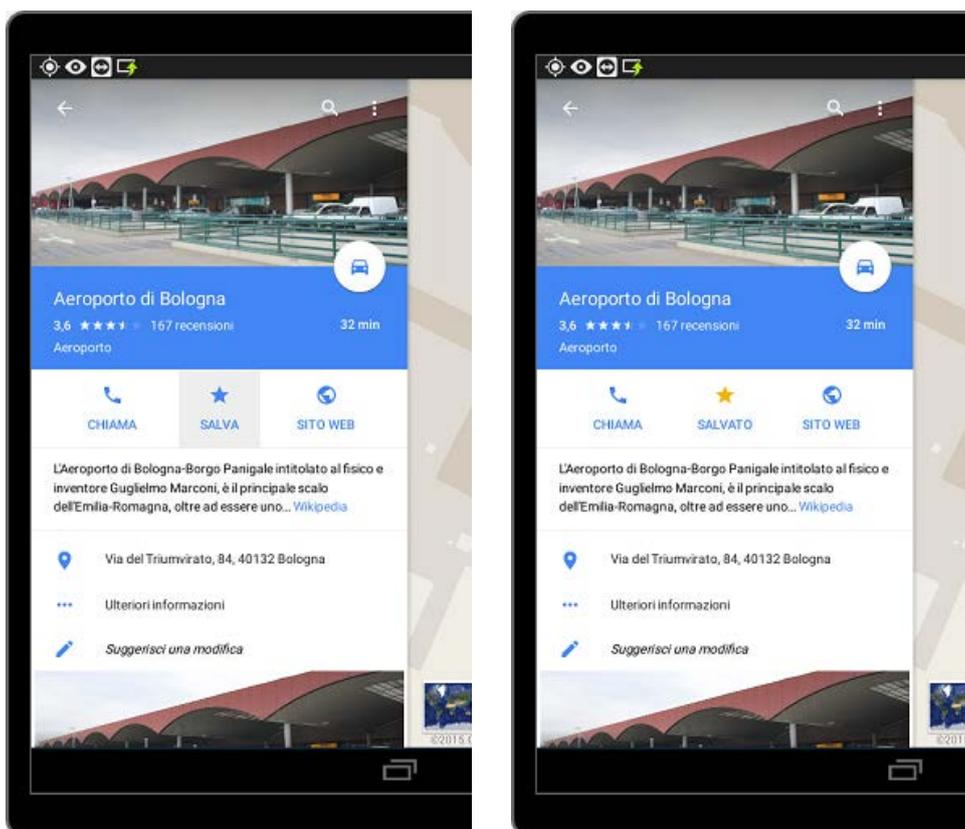 Aeroporto di Bologna
3,6 167 recensioni 32 min
Aeroporto
CHIAMA SALVA SITO WEB
L'Aeroporto di Bologna-Borgo Panigale intitolato al fisico e
inventore Guglielmo Marconi, è il principale scalo
dell'Emilia-Romagna, oltre ad essere uno... Wikipedia
Via del Triumvirato, 84, 40132 Bologna
Ulteriori informazioni
Suggerisci una modifica
©2015
Aeroporto di Bologna
3,6 167 recensioni 32 min
Aeroporto
CHIAMA SALVATO SITO WEB
L'Aeroporto di Bologna-Borgo Panigale intitolato al fisico e
inventore Guglielmo Marconi, è il principale scalo
dell'Emilia-Romagna, oltre ad essere uno... Wikipedia
Via del Triumvirato, 84, 40132 Bologna
Ulteriori informazioni
Suggerisci una modifica